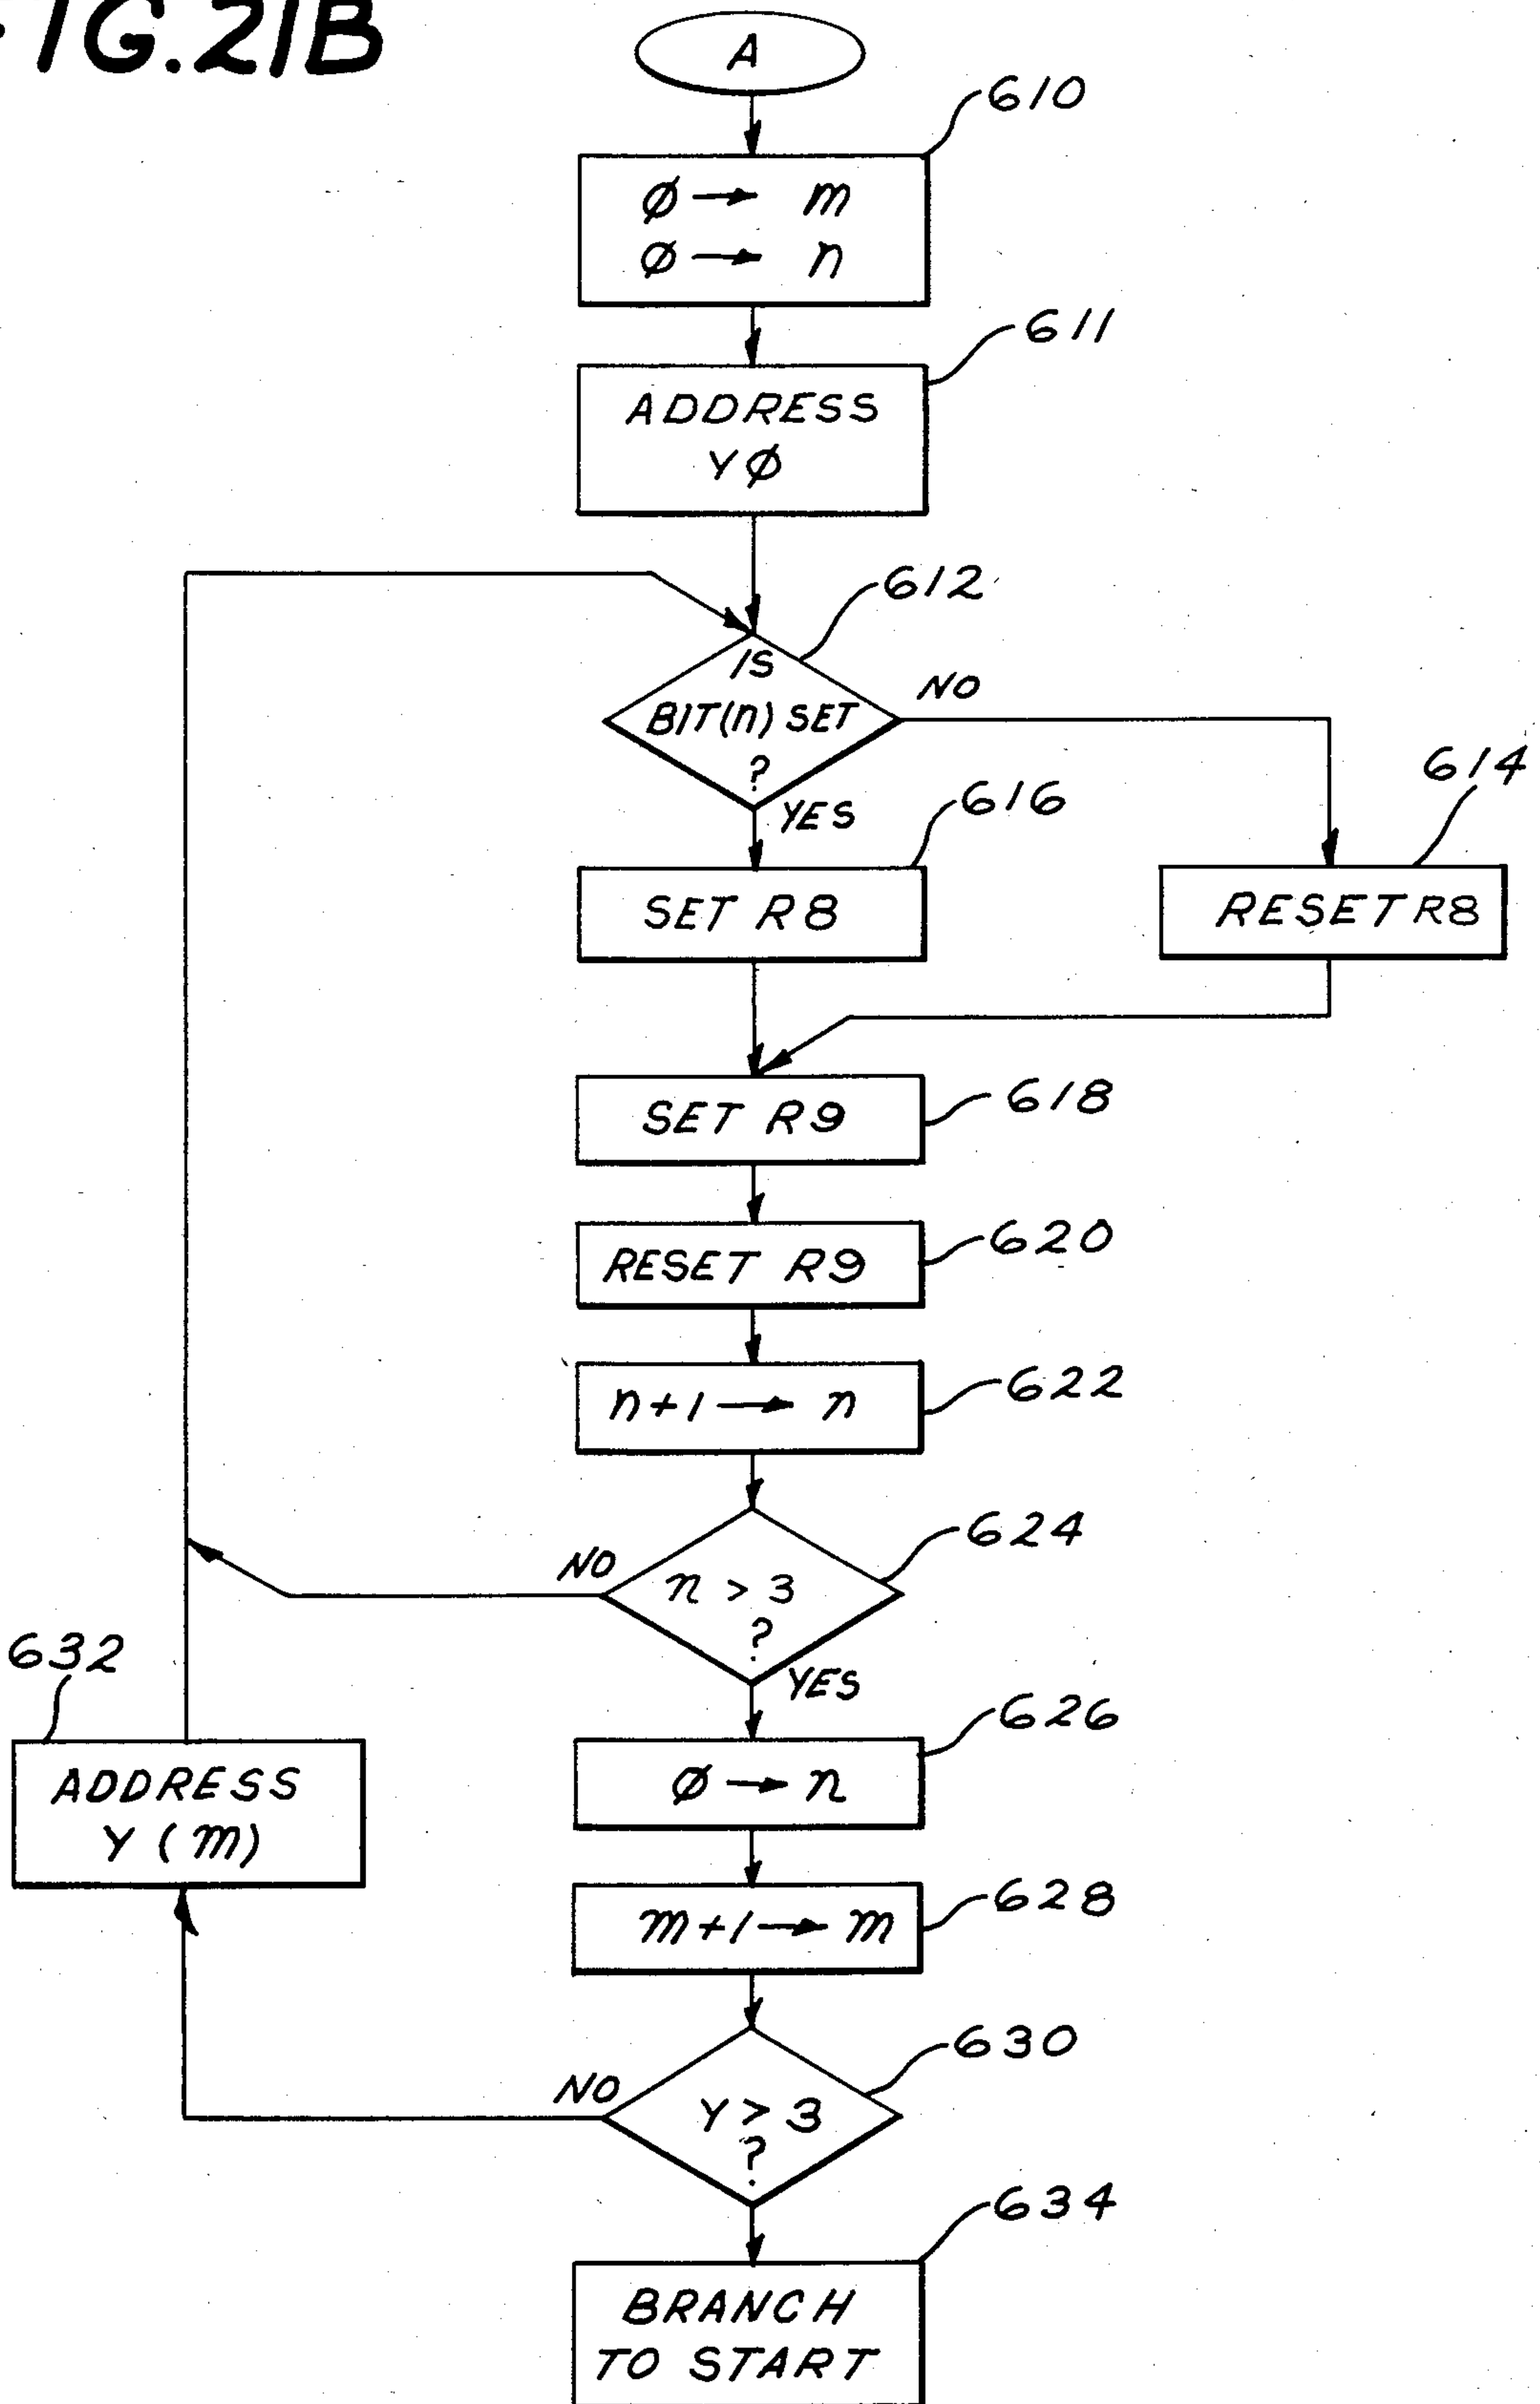 FIG.21B
A
610
∅ → m
∅ → n
611
ADDRESS
Y∅
612
IS
BIT(n) SET
?
NO
YES
614
616
SET R8
RESET R8
618
SET R9
620
RESET R9
622
n+1 → n
624
n > 3
?
NO
YES
626
∅ → n
632
ADDRESS
Y (m)
628
m+1 → m
630
Y > 3
?
NO
634
BRANCH
TO START